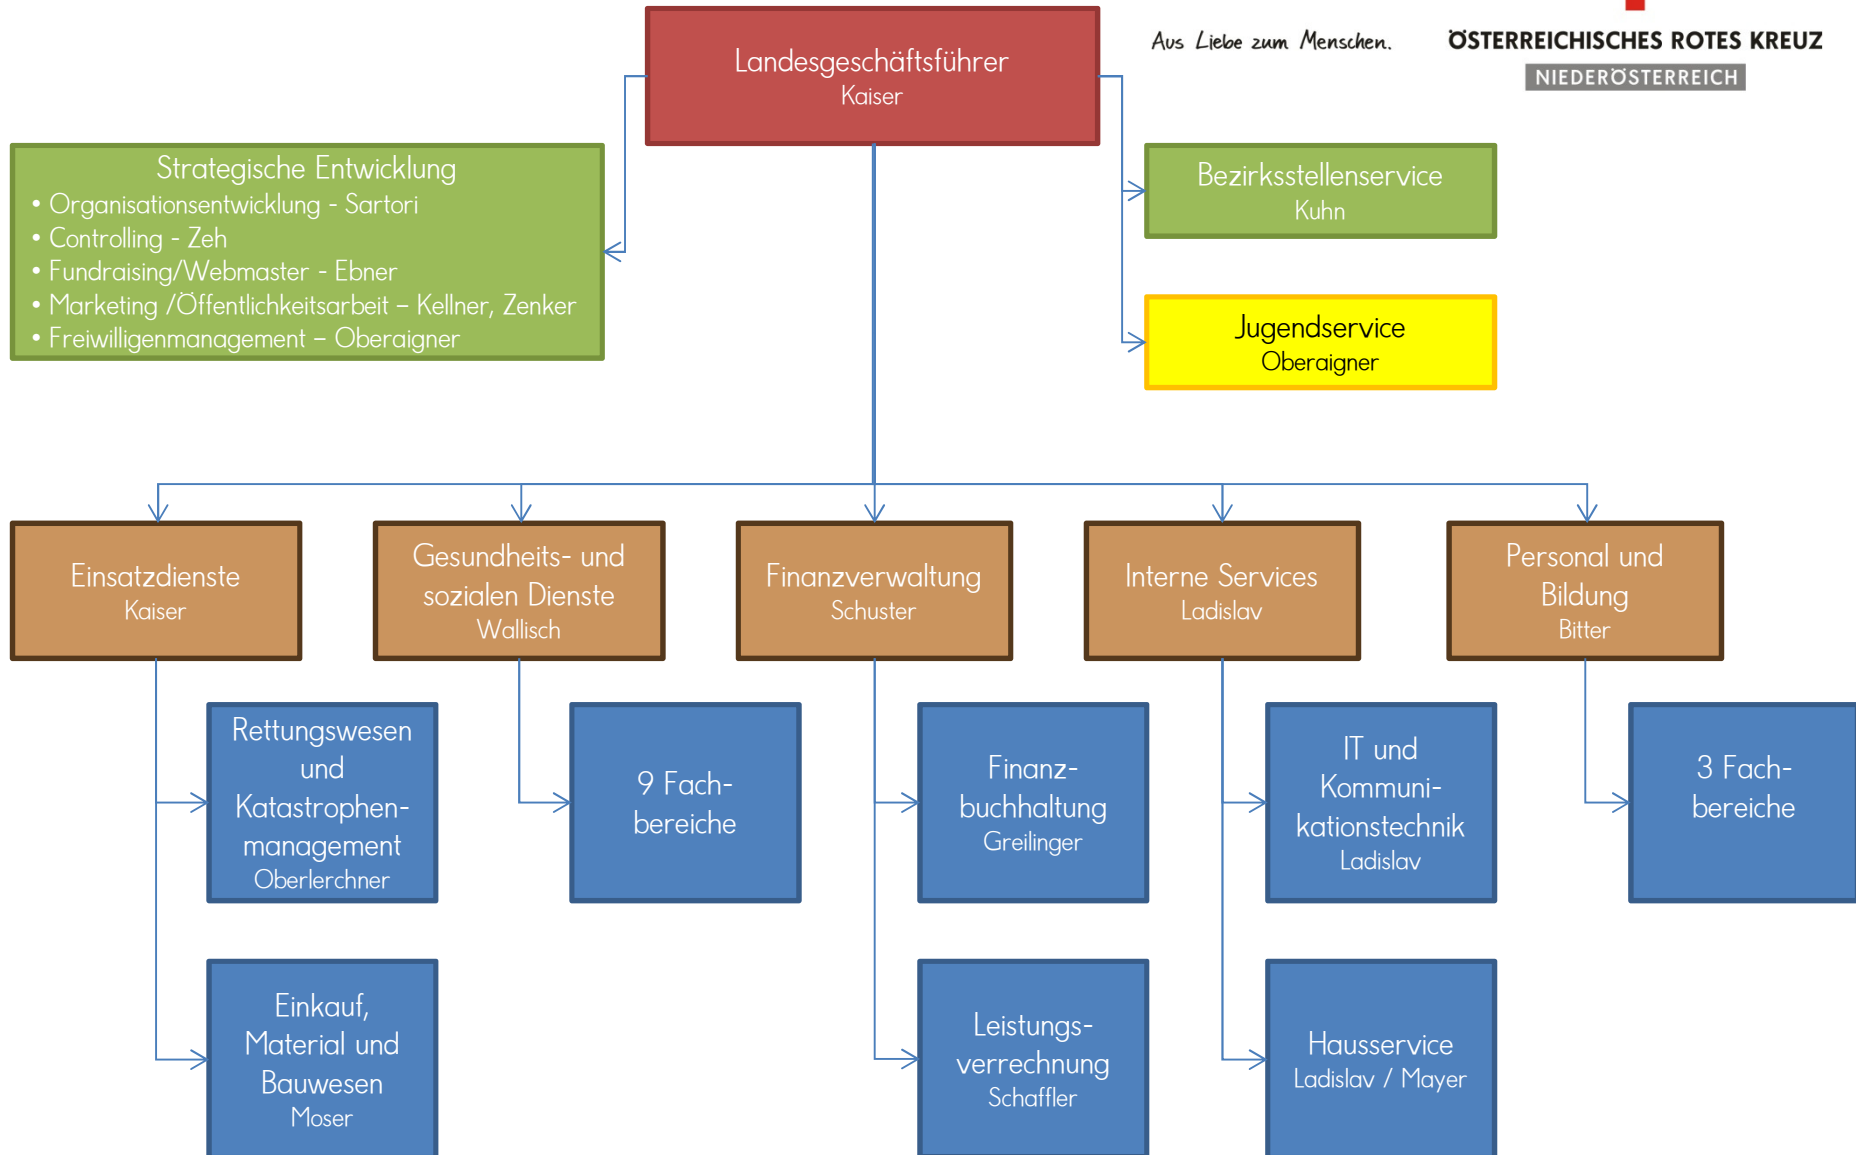 Landesgeschäftsführer
Kaiser
Aus Liebe zum Menschen.
ÖSTERREICHISCHES ROTES KREUZ
NIEDERÖSTERREICH
Strategische Entwicklung
• Organisationsentwicklung - Sartori
• Controlling - Zeh
• Fundraising/Webmaster - Ebner
• Marketing /Öffentlichkeitsarbeit – Kellner, Zenker
• Freiwilligenmanagement – Oberaigner
Bezirksstellenservice
Kuhn
Jugendservice
Oberaigner
Einsatzdienste
Kaiser
Gesundheits- und
sozialen Dienste
Wallisch
Finanzverwaltung
Schuster
Interne Services
Ladislav
Personal und
Bildung
Bitter
Rettungswesen
und
Katastrophen-
management
Oberlerchner
9 Fach-
bereiche
Finanz-
buchhaltung
Greilinger
IT und
Kommuni-
kationstechnik
Ladislav
3 Fach-
bereiche
Einkauf,
Material und
Bauwesen
Moser
Leistungs-
verrechnung
Schaffler
Hausservice
Ladislav / Mayer